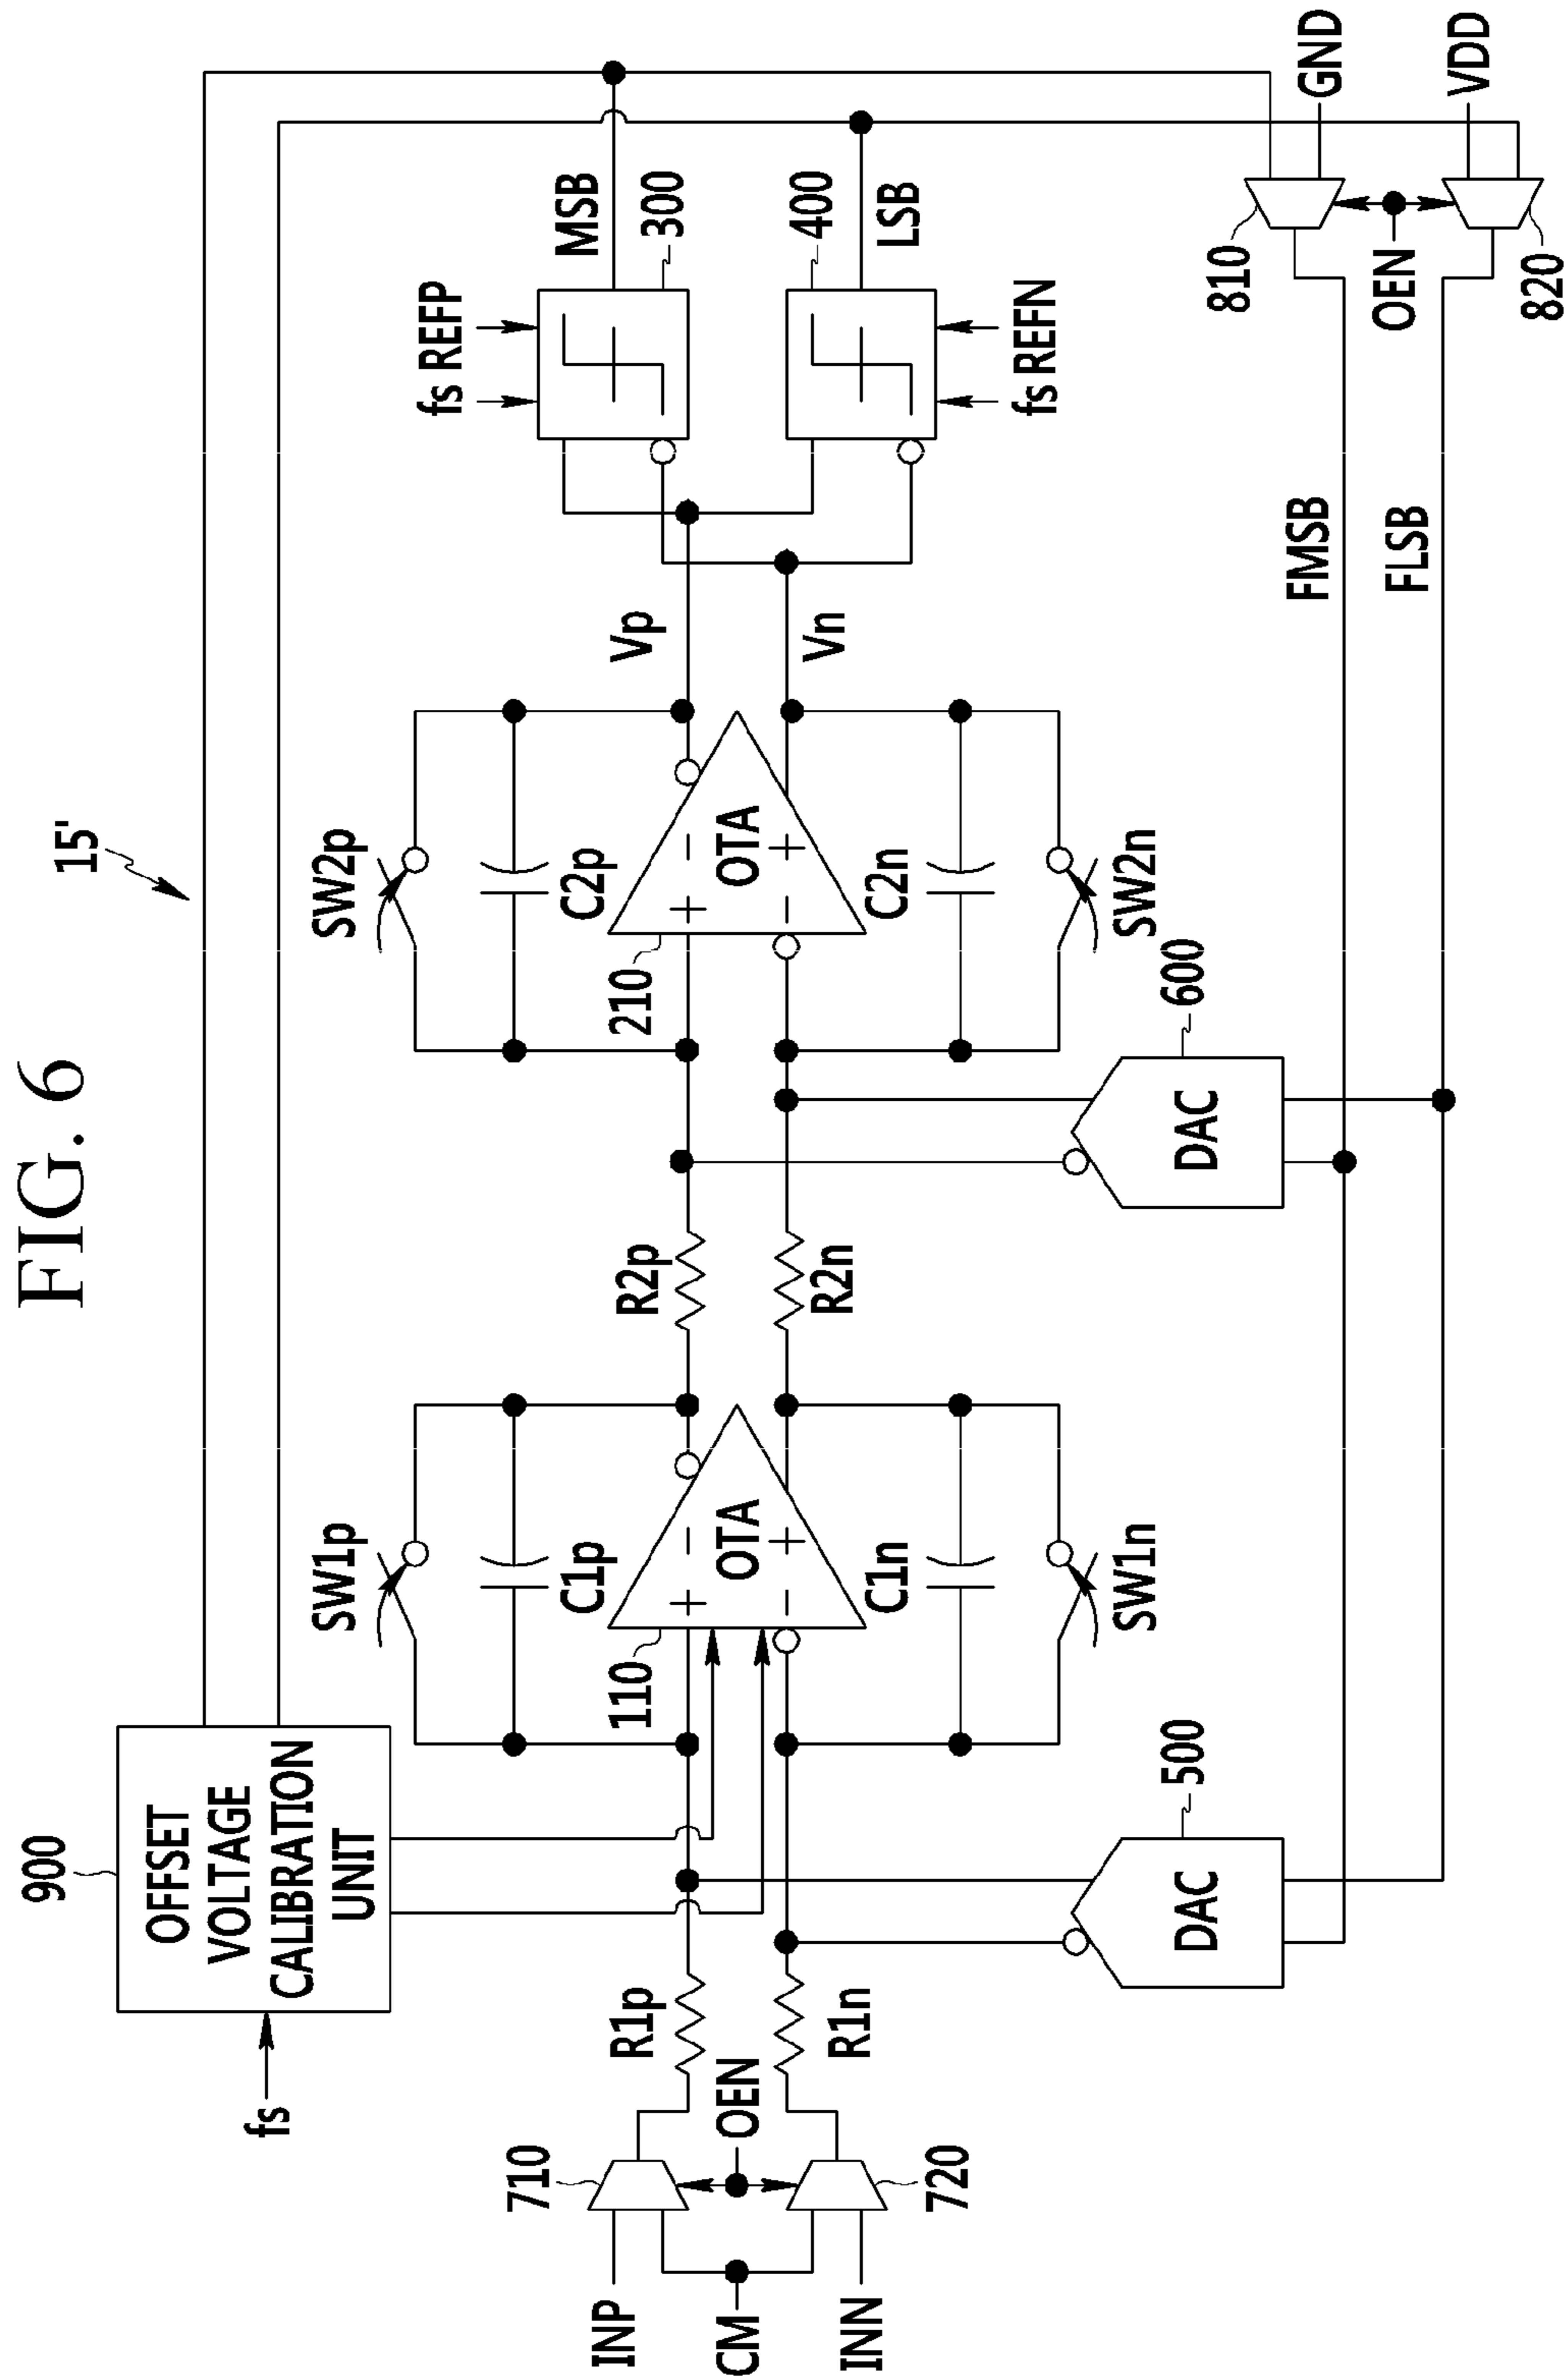 FIG. 6
15'
900
OFFSET
VOLTAGE
CALIBRATION
UNIT
fs
SW1p
C1p
110
OTA
+
-
-
+
C1n
SW1n
SW2p
C2p
210
OTA
+
-
-
+
C2n
SW2n
INP
CM
INN
710
720
OEN
R1p
R1n
R2p
R2n
Vp
Vn
fs REFP
MSB
300
400
LSB
fs REFN
DAC
500
DAC
600
FMSB
FLSB
810
OEN
820
GND
VDD